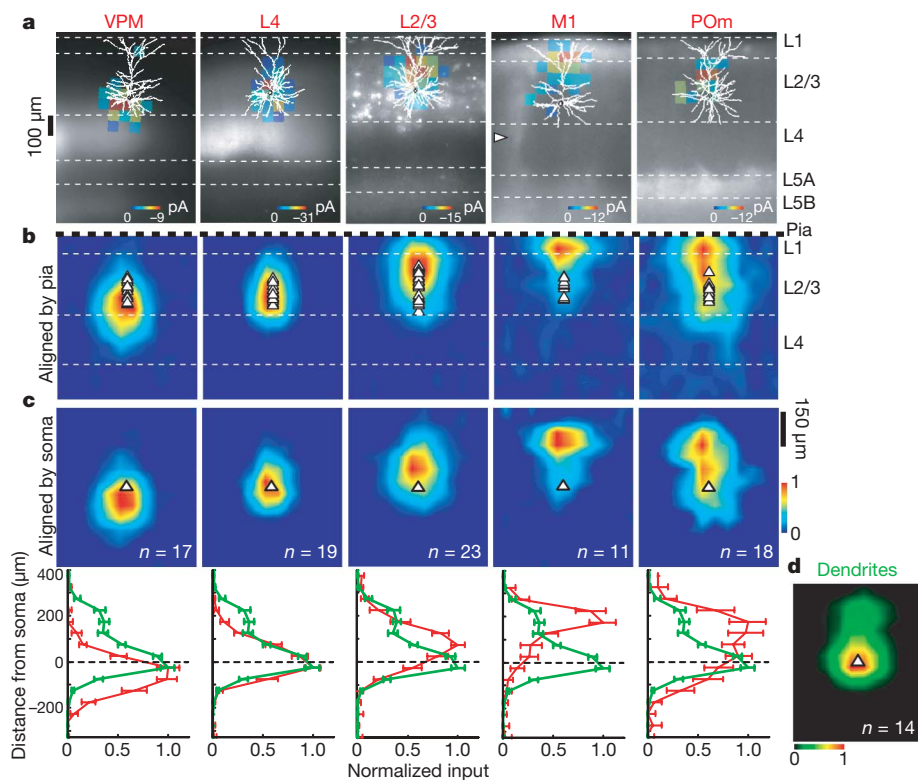 a
VPM
L4
L2/3
M1
POm
L1
L2/3
L4
L5A
L5B
100 µm
0 −9 pA
0 −31 pA
0 −15 pA
0 −12 pA
0 −12 pA
Pia
b
Aligned by pia
L1
L2/3
L4
c
Aligned by soma
n = 17
n = 19
n = 23
n = 11
n = 18
150 µm
1
0
Distance from soma (µm)
400
200
0
−200
0 0.5 1.0
0 0.5 1.0
0 0.5 1.0
0 0.5 1.0
0 0.5 1.0
Normalized input
d
Dendrites
n = 14
0 1